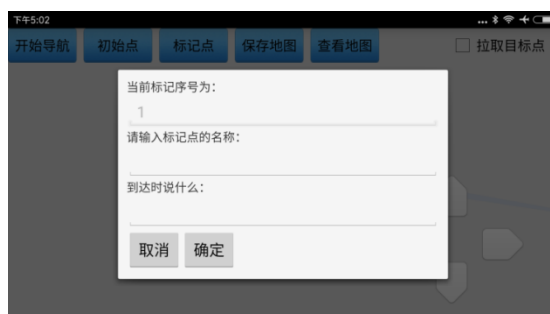 下午5:02
...
开始导航 初始点 标记点 保存地图 查看地图 拉取目标点
当前标记序号为:
1
请输入标记点的名称:
到达时说什么:
取消 确定